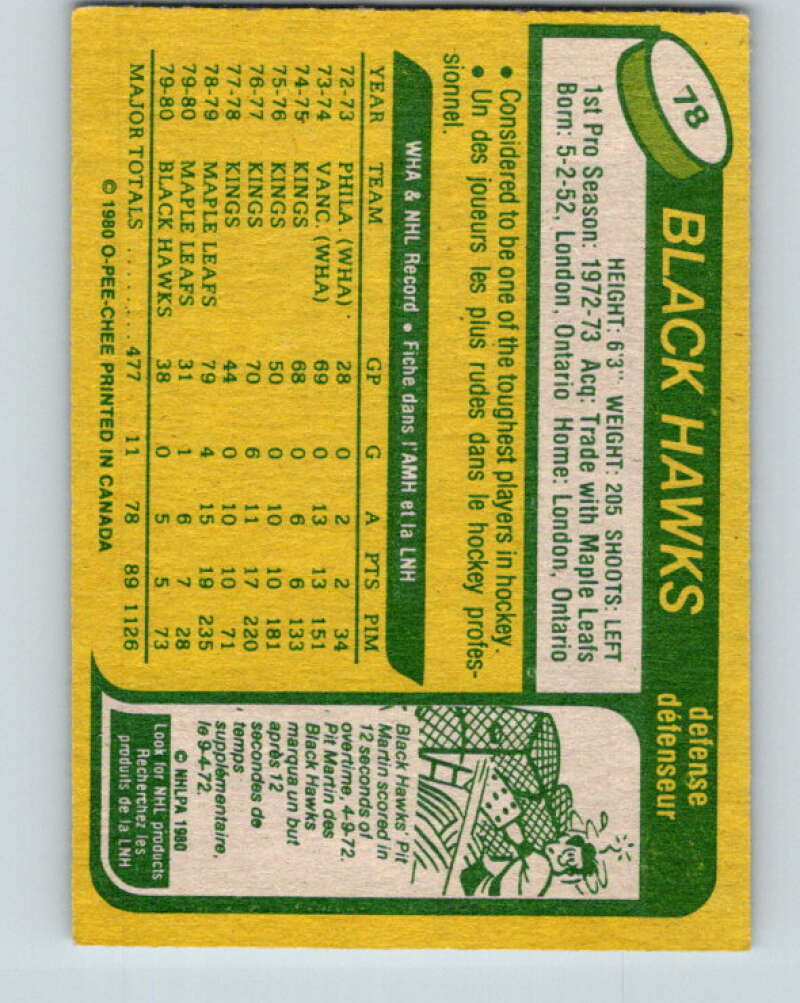 78
BLACK HAWKS
defense
défenseur
HEIGHT: 6'3" WEIGHT: 205 SHOOTS: LEFT
1st Pro Season: 1972-73 Acq: Trade with Maple Leafs
Born: 5-2-52, London, Ontario Home: London, Ontario
• Considered to be one of the toughest players in hockey.
• Un des joueurs les plus rudes dans le hockey profes-
sionnel.
WHA & NHL Record • Fiche dans l'AMH et la LNH
YEAR TEAM GP G A PTS PIM
72-73 PHILA. (WHA) 28 0 2 2 34
73-74 VANC. (WHA) 69 0 13 13 151
74-75 KINGS 68 0 6 6 133
75-76 KINGS 50 0 10 10 181
76-77 KINGS 70 6 11 17 220
77-78 KINGS 44 0 10 10 71
78-79 MAPLE LEAFS 79 4 15 19 235
79-80 MAPLE LEAFS 31 1 6 7 28
79-80 BLACK HAWKS 38 0 5 5 73
MAJOR TOTALS ........ 477 11 78 89 1126
© 1980 O-PEE-CHEE PRINTED IN CANADA
Black Hawks' Pit
Martin scored in
12 seconds of
overtime, 4-9-72.
Pit Martin des
Black Hawks
marqua un but
après 12
secondes de
temps
supplémentaire,
le 9-4-72.
© NHLPA 1980
Look for NHL products
Recherchez les
produits de la LNH